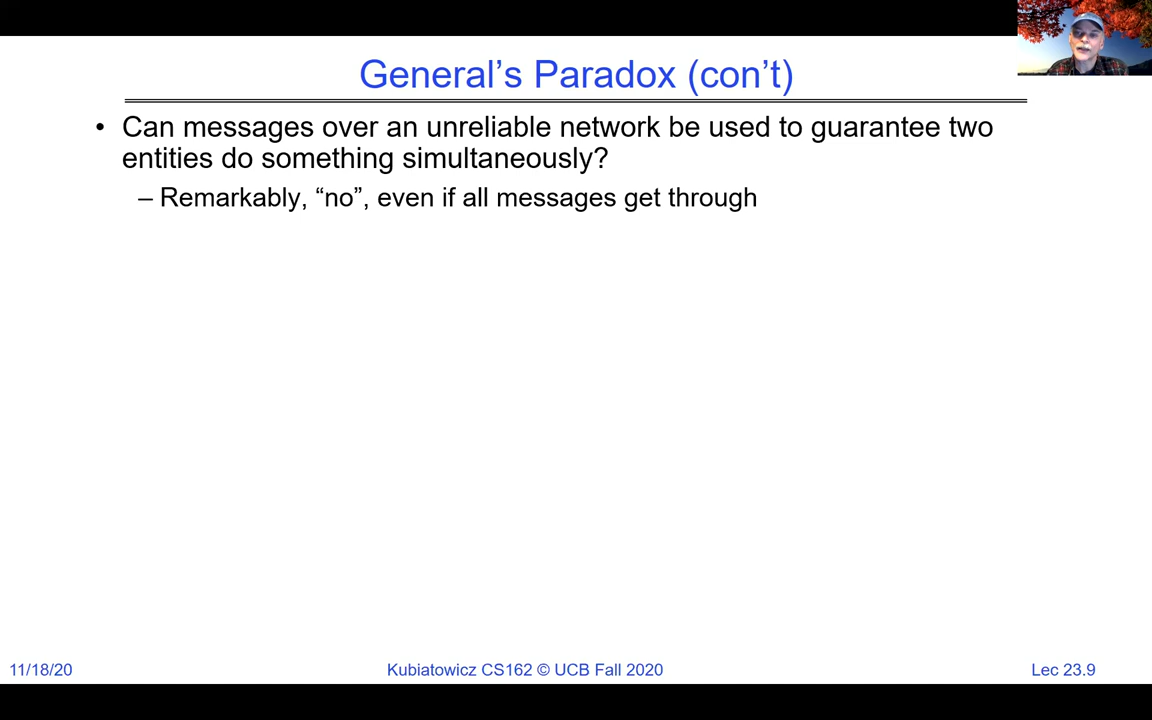 General’s Paradox (con’t)
• Can messages over an unreliable network be used to guarantee two
entities do something simultaneously?
– Remarkably, “no”, even if all messages get through
11/18/20
Kubiatowicz CS162 © UCB Fall 2020
Lec 23.9